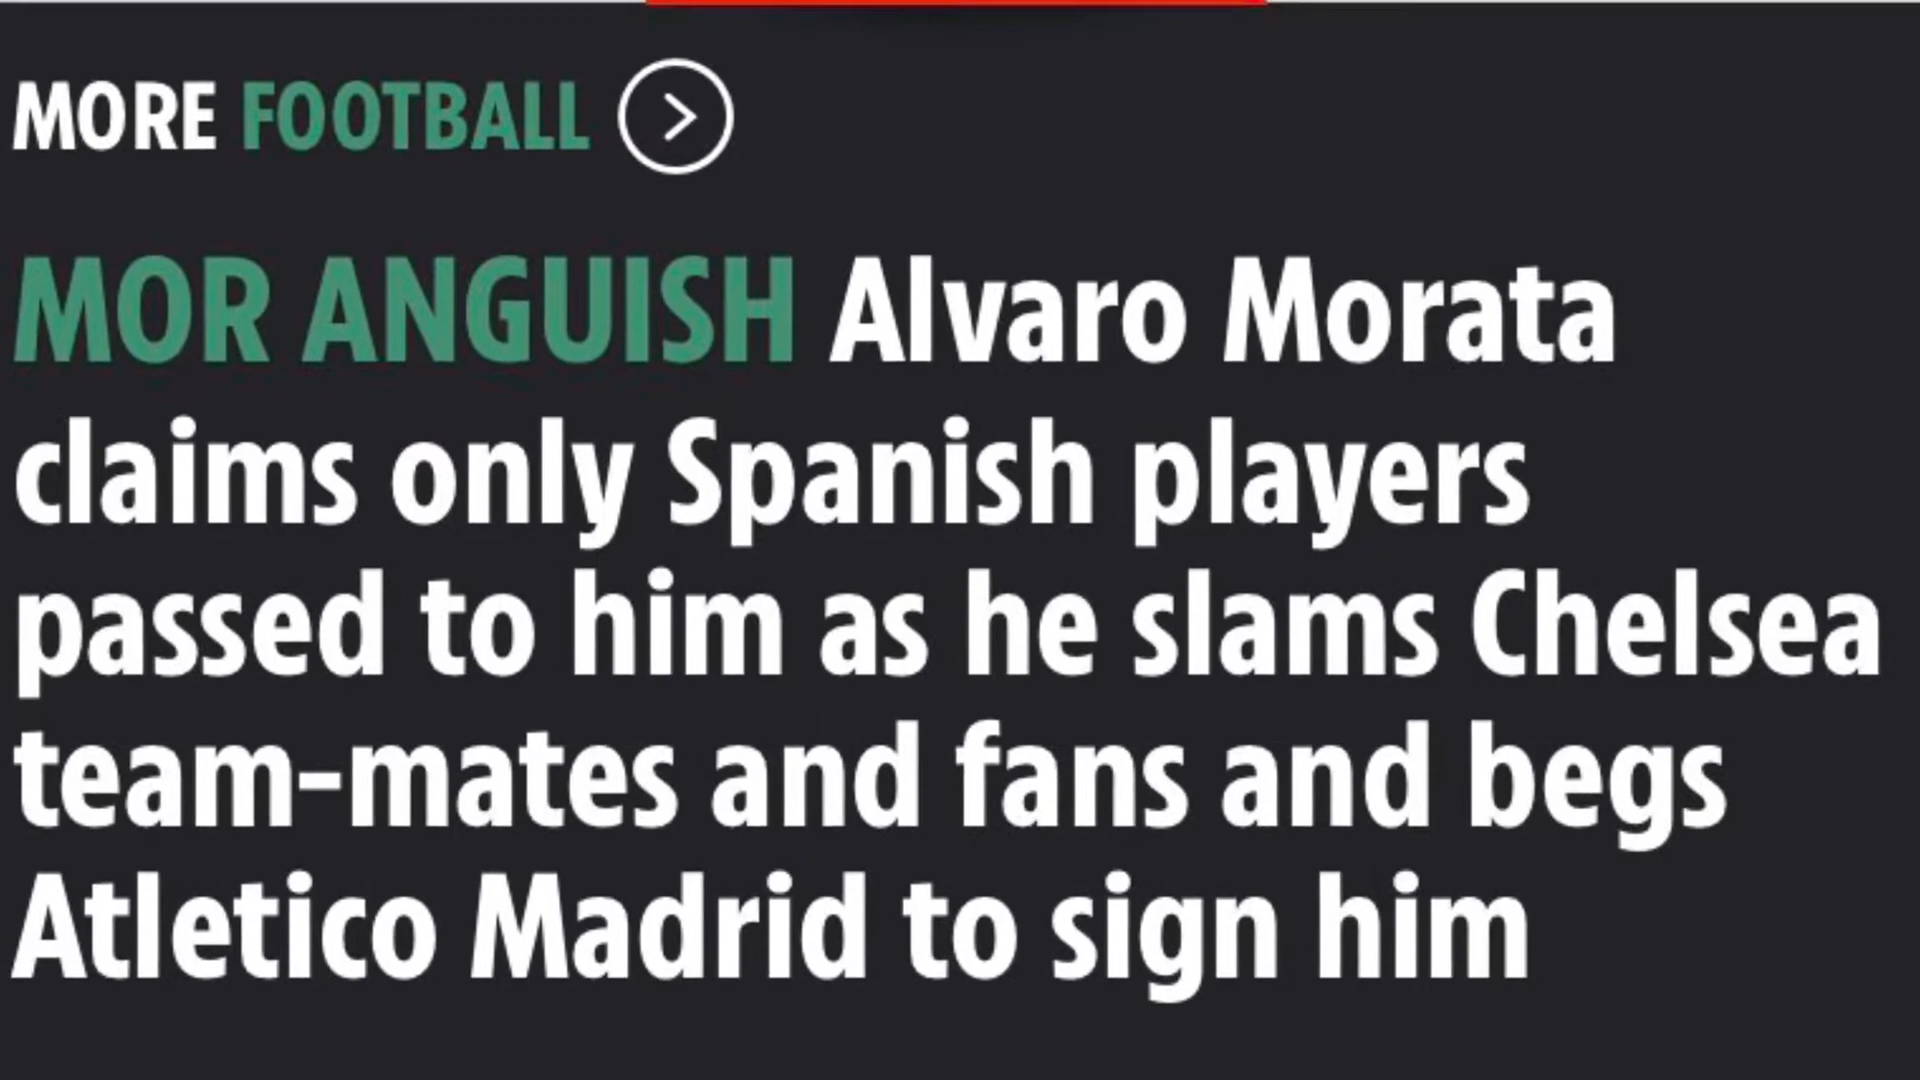 MORE FOOTBALL
MOR ANGUISH Alvaro Morata
claims only Spanish players
passed to him as he slams Chelsea
team-mates and fans and begs
Atletico Madrid to sign him